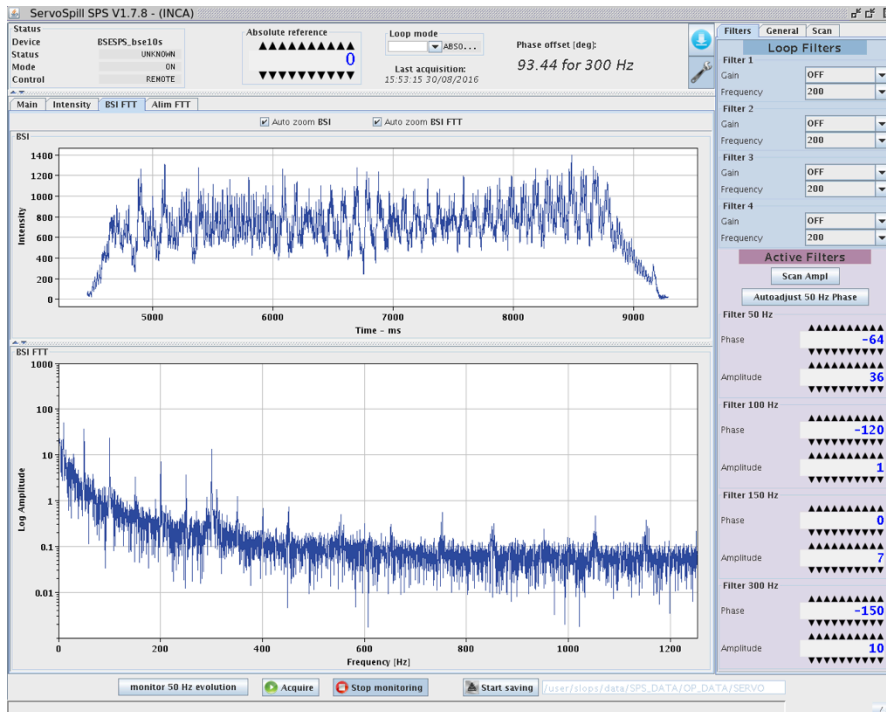 ServoSpill SPS V1.7.8 - (INCA)
Status
Device BSESPS_bse10s
Status UNKNOWN
Mode ON
Control REMOTE
Absolute reference
0
Loop mode
ABSO...
Last acquisition:
15:53:15 30/08/2016
Phase offset [deg]:
93.44 for 300 Hz
Main Intensity BSI FTT Alim FTT
Auto zoom BSI Auto zoom BSI FTT
BSI
1400
1200
1000
800
600
400
200
0
Intensity
5000 6000 7000 8000 9000
Time - ms
BSI FTT
1000
100
10
1
0.1
0.01
Log Amplitude
0 200 400 600 800 1000 1200
Frequency [Hz]
monitor 50 Hz evolution Acquire Stop monitoring Start saving /user/slops/data/SPS_DATA/OP_DATA/SERVO
Filters General Scan
Loop Filters
Filter 1
Gain OFF
Frequency 200
Filter 2
Gain OFF
Frequency 200
Filter 3
Gain OFF
Frequency 200
Filter 4
Gain OFF
Frequency 200
Active Filters
Scan Ampl
Autoadjust 50 Hz Phase
Filter 50 Hz
Phase -64
Amplitude 36
Filter 100 Hz
Phase -120
Amplitude 1
Filter 150 Hz
Phase 0
Amplitude 7
Filter 300 Hz
Phase -150
Amplitude 10